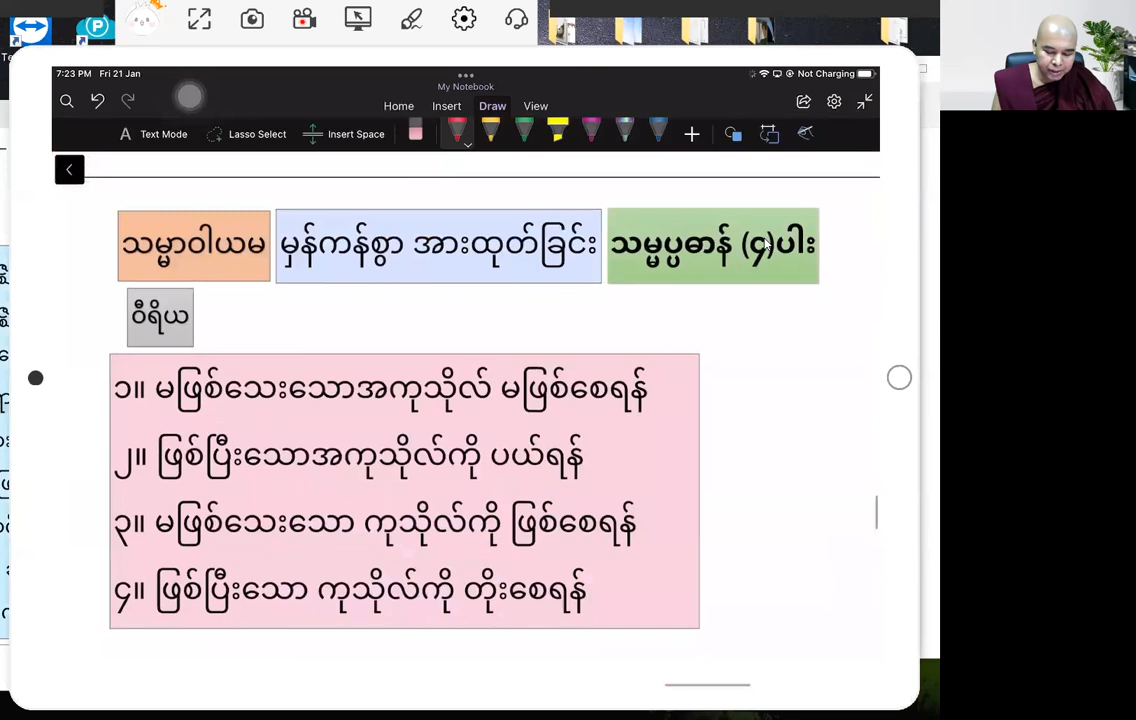 7:23 PM Fri 21 Jan
Not Charging
My Notebook
Home Insert Draw View
Text Mode Lasso Select Insert Space
သမ္မာဝါယမ မှန်ကန်စွာ အားထုတ်ခြင်း သမ္မပ္ပဓာန် (၄)ပါး
ဝီရိယ
၁။ မဖြစ်သေးသောအကုသိုလ် မဖြစ်စေရန်
၂။ ဖြစ်ပြီးသောအကုသိုလ်ကို ပယ်ရန်
၃။ မဖြစ်သေးသော ကုသိုလ်ကို ဖြစ်စေရန်
၄။ ဖြစ်ပြီးသော ကုသိုလ်ကို တိုးစေရန်